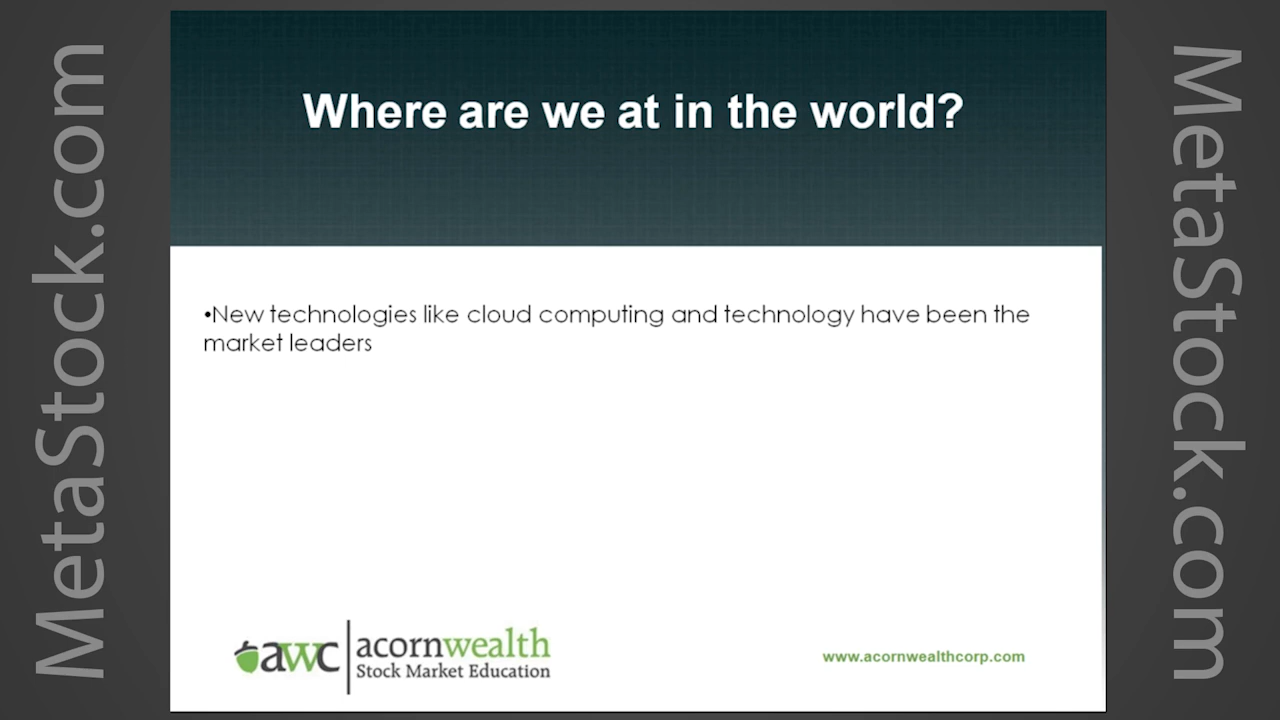 MetaStock.com
Where are we at in the world?
•New technologies like cloud computing and technology have been the
market leaders
awc
acornwealth
Stock Market Education
www.acornwealthcorp.com
MetaStock.com